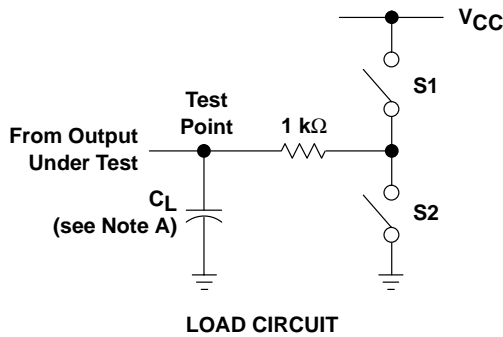 VCC
S1
Test
Point
1 kΩ
From Output
Under Test
CL
(see Note A)
S2
LOAD CIRCUIT